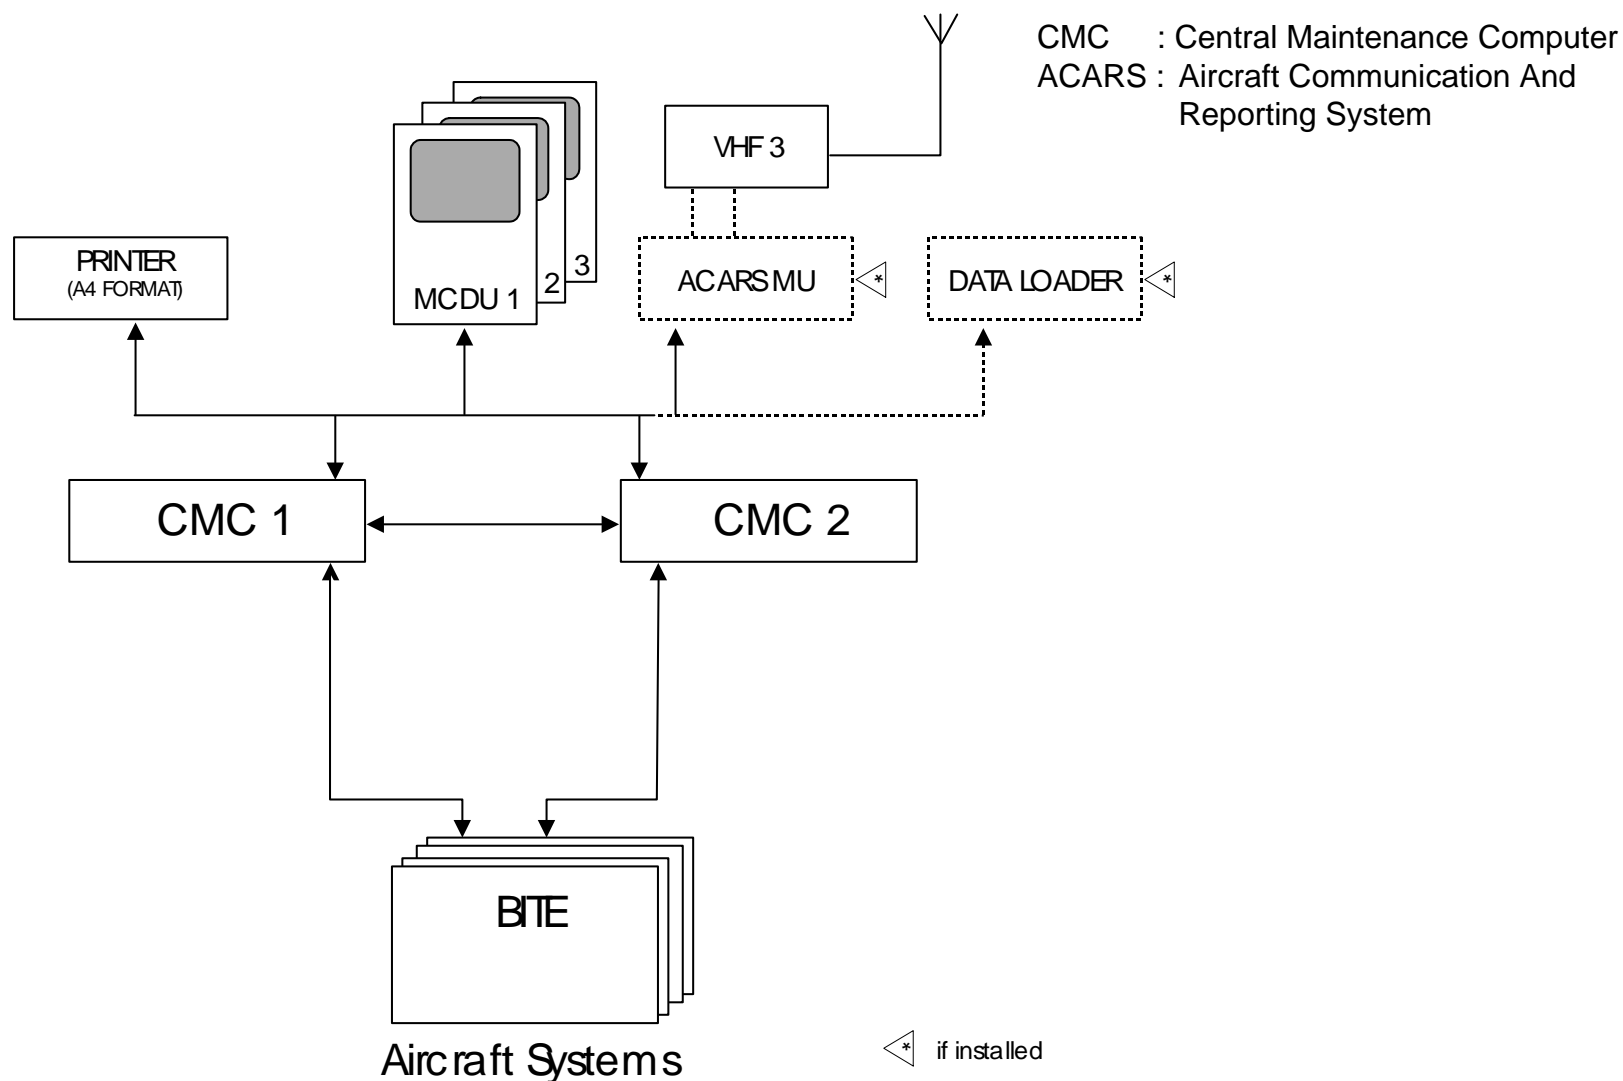 CMC : Central Maintenance Computer
ACARS : Aircraft Communication And
Reporting System
VHF 3
PRINTER
(A4 FORMAT)
MCDU 1
2
3
ACARS MU
*
DATA LOADER
*
CMC 1
CMC 2
BITE
Aircraft Systems
* if installed